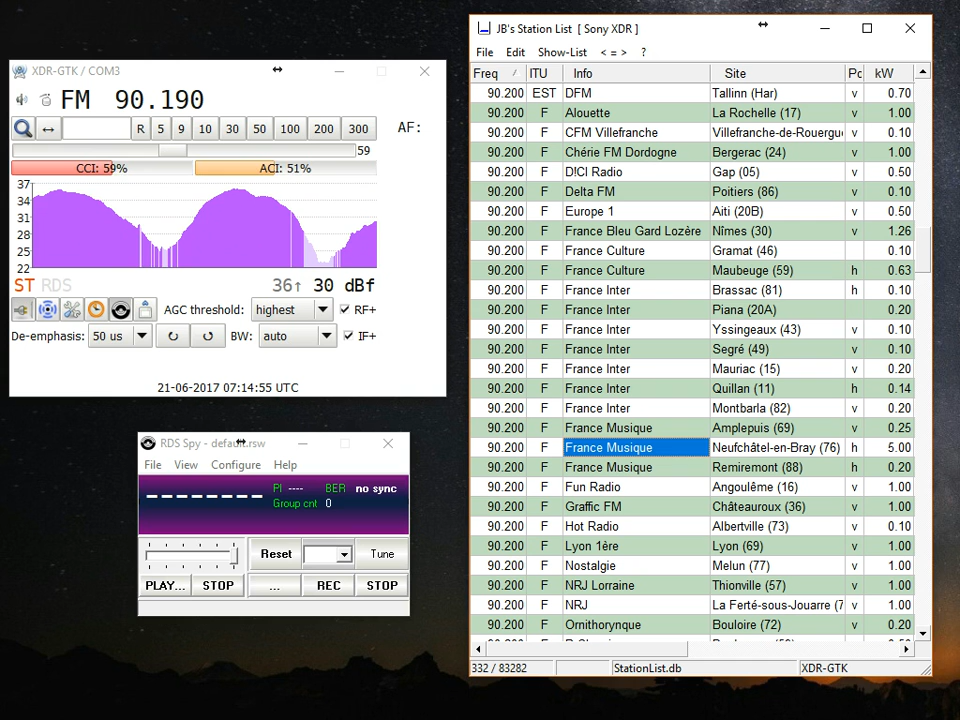 XDR-GTK / COM3
FM 90.190
R 5 9 10 30 50 100 200 300 AF:
59
CCI: 59% ACI: 51%
37
34
31
28
25
22
ST RDS 36↑ 30 dBf
AGC threshold: highest RF+
De-emphasis: 50 us BW: auto IF+
21-06-2017 07:14:55 UTC
RDS Spy - default.rsw
File View Configure Help
PI ---- BER no sync
Group cnt 0
Reset Tune
PLAY... STOP ... REC STOP
JB's Station List [ Sony XDR ]
File Edit Show-List < = > ?
Freq / ITU Info Site Pc kW
90.200 EST DFM Tallinn (Har) v 0.70
90.200 F Alouette La Rochelle (17) v 1.00
90.200 F CFM Villefranche Villefranche-de-Rouergu v 0.10
90.200 F Chérie FM Dordogne Bergerac (24) v 1.00
90.200 F D!CI Radio Gap (05) v 0.50
90.200 F Delta FM Poitiers (86) v 0.10
90.200 F Europe 1 Aiti (20B) v 0.50
90.200 F France Bleu Gard Lozère Nîmes (30) v 1.26
90.200 F France Culture Gramat (46) 0.10
90.200 F France Culture Maubeuge (59) h 0.63
90.200 F France Inter Brassac (81) h 0.10
90.200 F France Inter Piana (20A) 0.20
90.200 F France Inter Yssingeaux (43) v 0.10
90.200 F France Inter Segré (49) v 0.10
90.200 F France Inter Mauriac (15) v 0.20
90.200 F France Inter Quillan (11) h 0.14
90.200 F France Inter Montbarla (82) v 0.20
90.200 F France Musique Amplepuis (69) v 0.25
90.200 F France Musique Neufchâtel-en-Bray (76) h 5.00
90.200 F France Musique Remiremont (88) h 0.20
90.200 F Fun Radio Angoulême (16) v 1.00
90.200 F Graffic FM Châteauroux (36) v 1.00
90.200 F Hot Radio Albertville (73) v 0.10
90.200 F Lyon 1ère Lyon (69) v 1.00
90.200 F Nostalgie Melun (77) v 1.00
90.200 F NRJ Lorraine Thionville (57) v 1.00
90.200 F NRJ La Ferté-sous-Jouarre (7 v 1.00
90.200 F Ornithorynque Bouloire (72) v 0.20
332 / 83282 StationList.db XDR-GTK